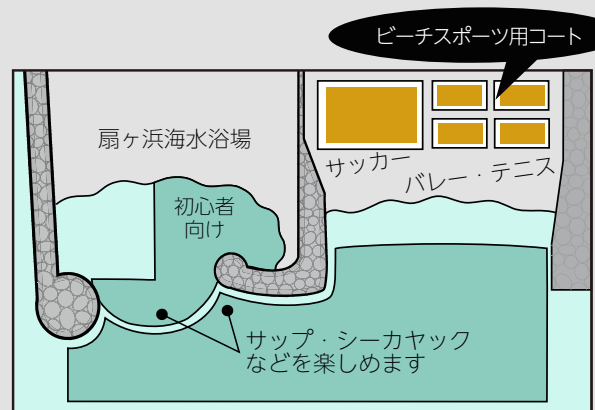 ビーチスポーツ用コート
扇ヶ浜海水浴場
サッカー
バレー・テニス
初心者
向け
サップ・シーカヤック
などを楽しめます